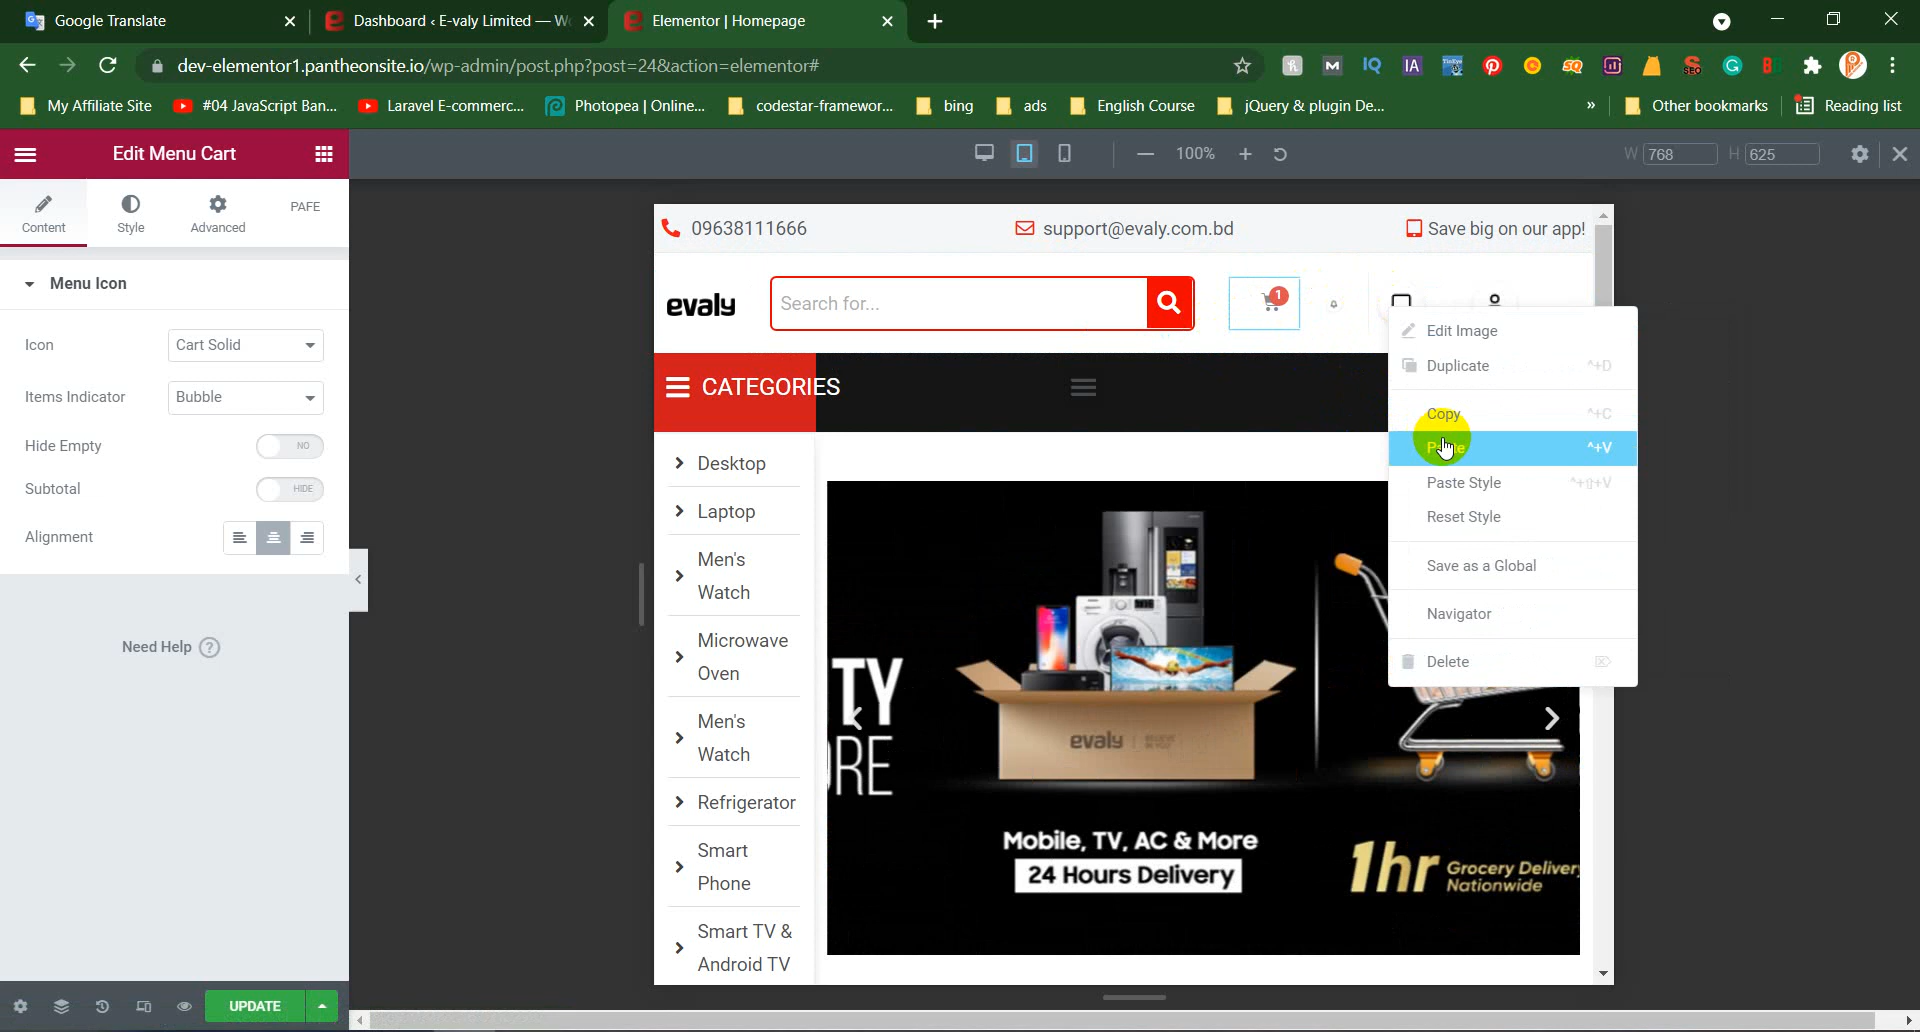 Google Translate
Dashboard ‹ E-valy Limited — W
Elementor | Homepage
dev-elementor1.pantheonsite.io/wp-admin/post.php?post=24&action=elementor#
My Affiliate Site
#04 JavaScript Ban...
Laravel E-commerc...
Photopea | Online...
codestar-framewor...
bing
ads
English Course
jQuery & plugin De...
»
Other bookmarks
Reading list
Edit Menu Cart
100%
W 768
H 625
Content
Style
Advanced
PAFE
Menu Icon
Icon
Cart Solid
Items Indicator
Bubble
Hide Empty
NO
Subtotal
HIDE
Alignment
Need Help
UPDATE
09638111666
support@evaly.com.bd
Save big on our app!
evaly
Search for...
1
CATEGORIES
Desktop
Laptop
Men's
Watch
Microwave
Oven
Men's
Watch
Refrigerator
Smart
Phone
Smart TV &
Android TV
TY
RE
evaly
Mobile, TV, AC & More
24 Hours Delivery
1hr Grocery Deliver
Nationwide
Edit Image
Duplicate ^+D
Copy ^+C
Paste ^+V
Paste Style ^+⇧+V
Reset Style
Save as a Global
Navigator
Delete